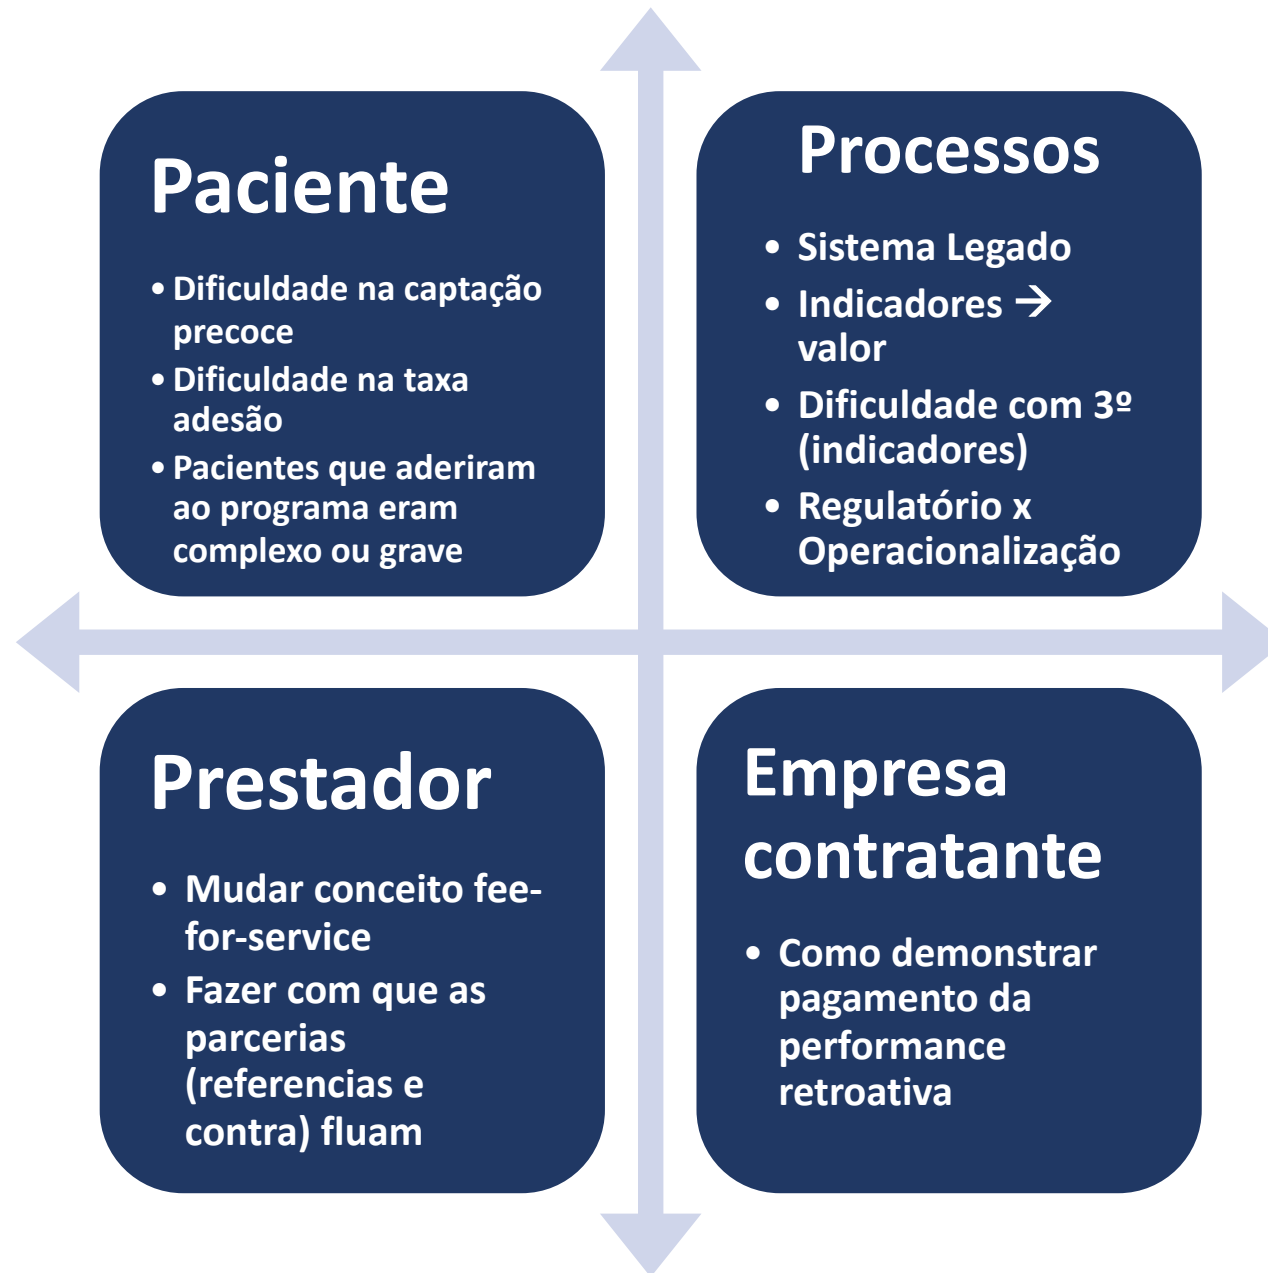 Paciente
• Dificuldade na captação
precoce
• Dificuldade na taxa
adesão
• Pacientes que aderiram
ao programa eram
complexo ou grave
Processos
• Sistema Legado
• Indicadores →
valor
• Dificuldade com 3º
(indicadores)
• Regulatório x
Operacionalização
Prestador
• Mudar conceito fee-
for-service
• Fazer com que as
parcerias
(referencias e
contra) fluam
Empresa
contratante
• Como demonstrar
pagamento da
performance
retroativa